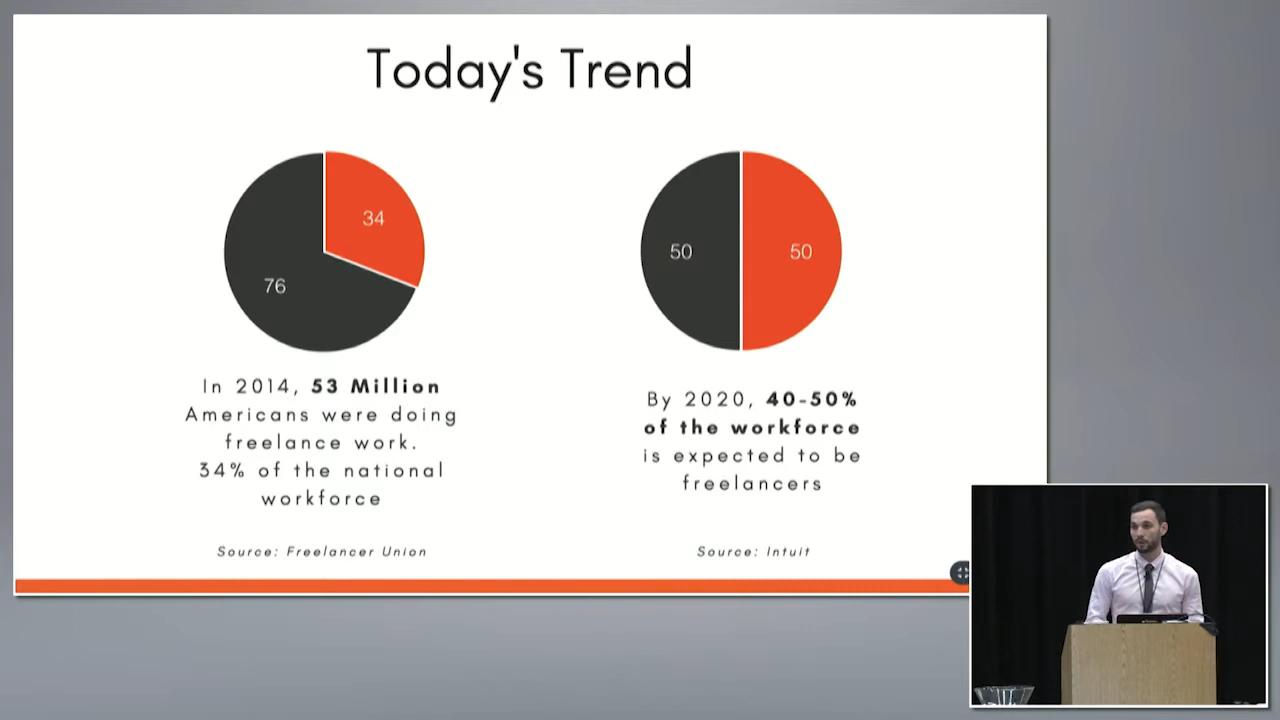 Today's Trend
34
76
50
50
In 2014, 53 Million
Americans were doing
freelance work.
34% of the national
workforce
Source: Freelancer Union
By 2020, 40-50%
of the workforce
is expected to be
freelancers
Source: Intuit